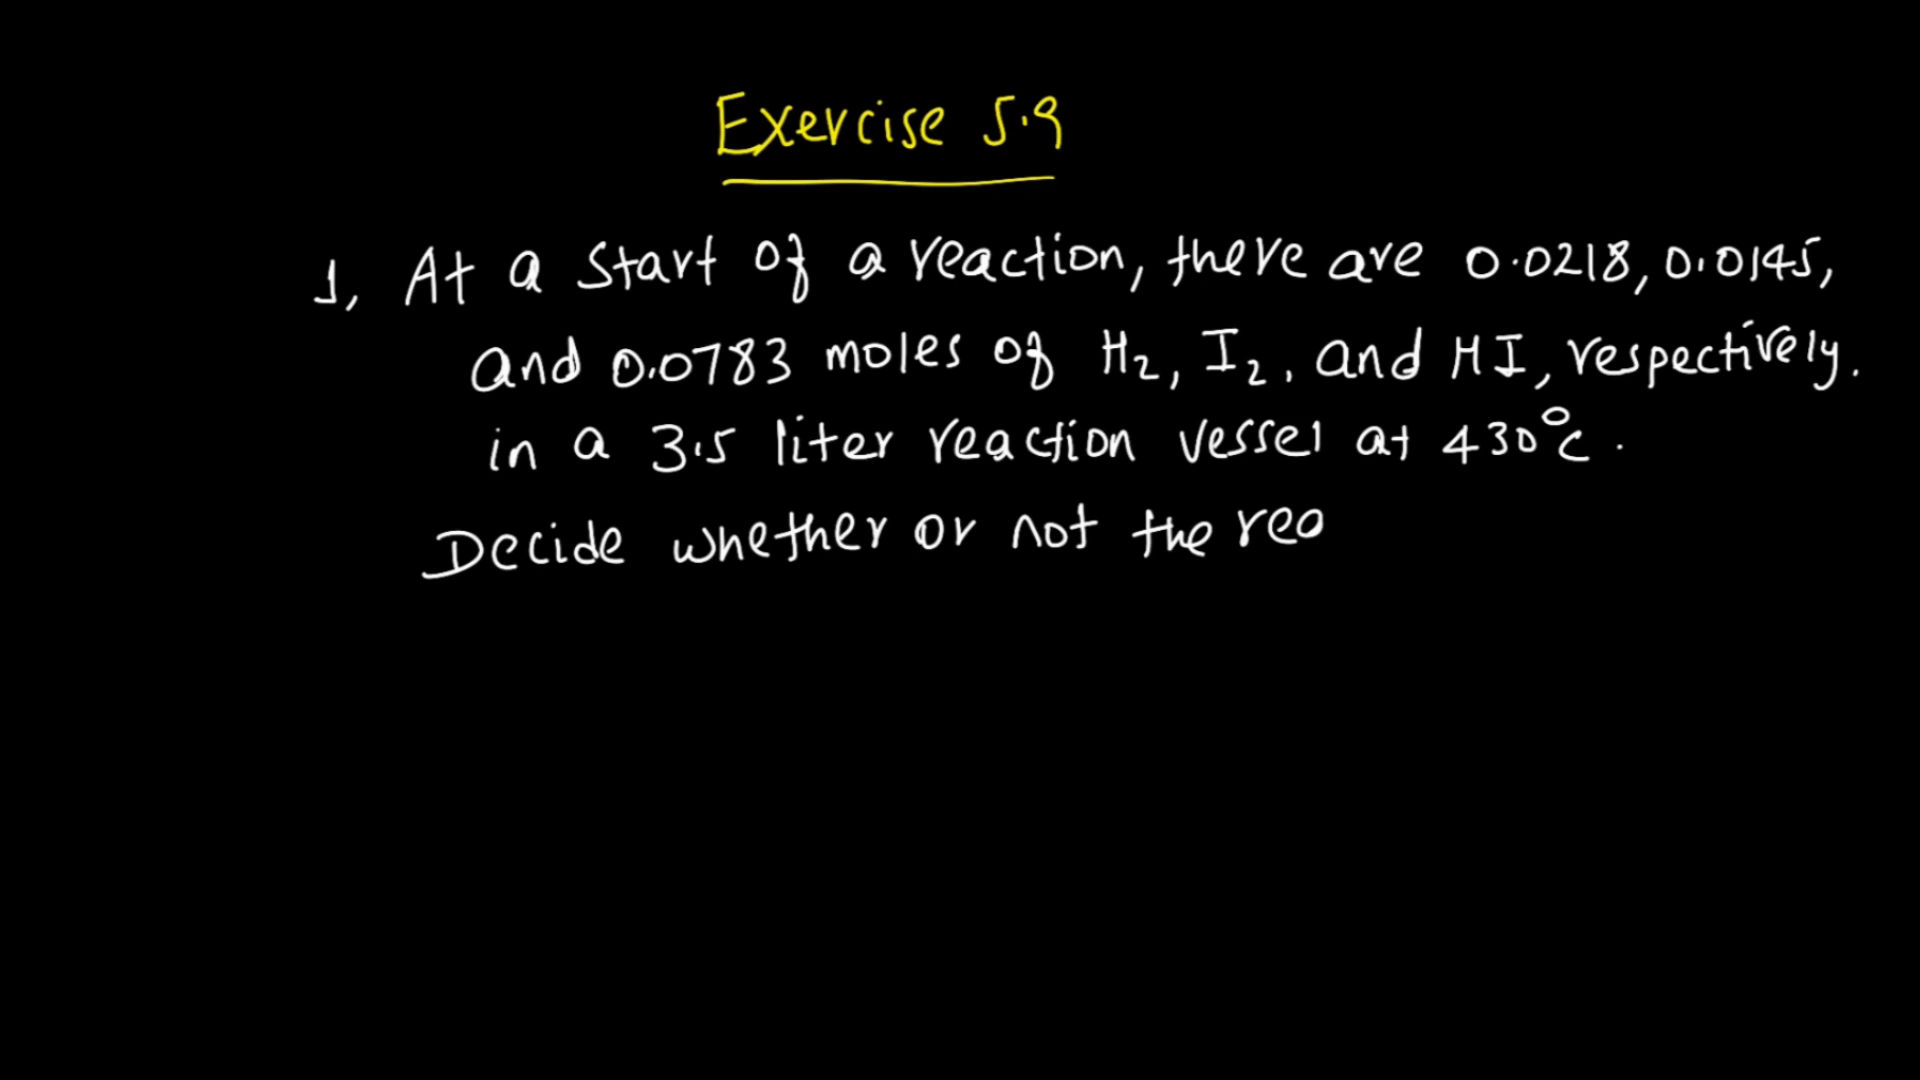 Exercise 5.9
1, At a start of a reaction, there are 0.0218, 0.0145,
and 0.0783 moles of H₂, I₂, and HI, respectively.
in a 3.5 liter reaction vessel at 430°c.
Decide whether or not the rea